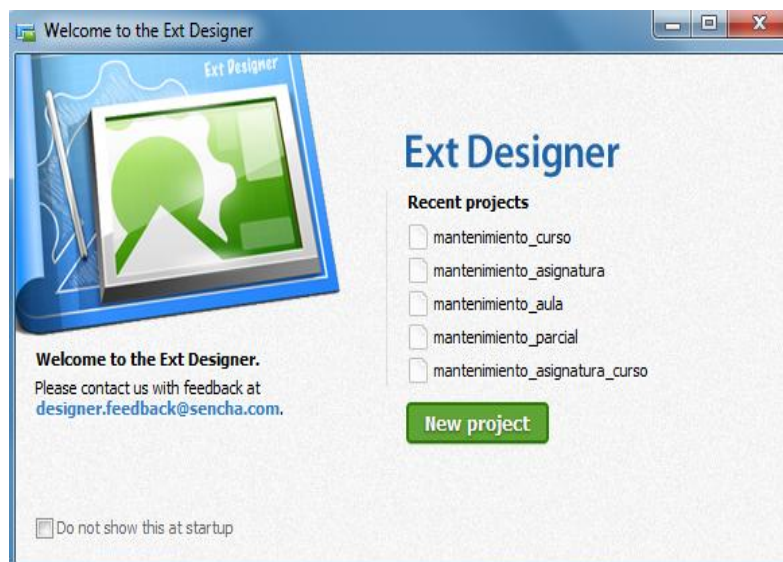 Welcome to the Ext Designer
Ext Designer
Ext Designer
Recent projects
mantenimiento_curso
mantenimiento_asignatura
mantenimiento_aula
mantenimiento_parcial
mantenimiento_asignatura_curso
New project
Welcome to the Ext Designer.
Please contact us with feedback at
designer.feedback@sencha.com.
Do not show this at startup